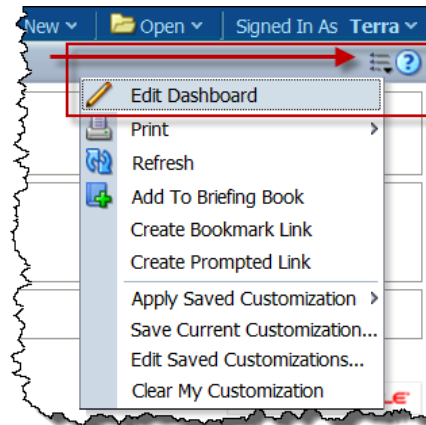 New Open Signed In As Terra
?
Edit Dashboard
Print
Refresh
Add To Briefing Book
Create Bookmark Link
Create Prompted Link
Apply Saved Customization
Save Current Customization...
Edit Saved Customizations...
Clear My Customization
LE